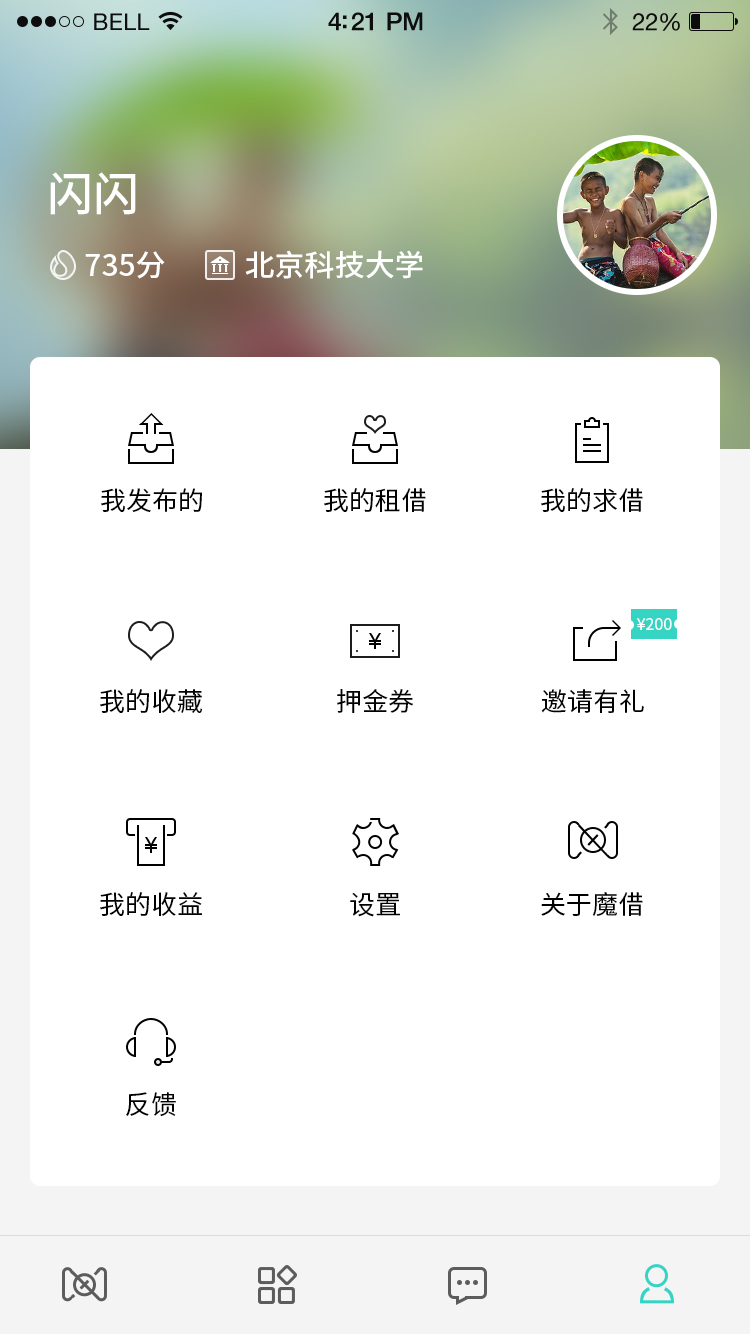 BELL 4:21 PM 22%
闪闪
735分 北京科技大学
我发布的 我的租借 我的求借
¥200
¥
我的收藏 押金券 邀请有礼
¥
我的收益 设置 关于魔借
反馈